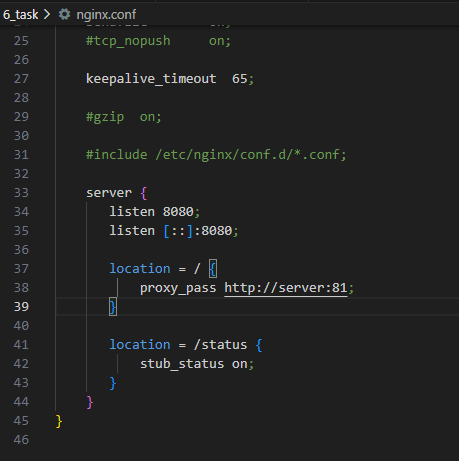 6_task > nginx.conf
25 #tcp_nopush on;
26
27 keepalive_timeout 65;
28
29 #gzip on;
30
31 #include /etc/nginx/conf.d/*.conf;
32
33 server {
34 listen 8080;
35 listen [::]:8080;
36
37 location = / {
38 proxy_pass http://server:81;
39 }
40
41 location = /status {
42 stub_status on;
43 }
44 }
45 }
46